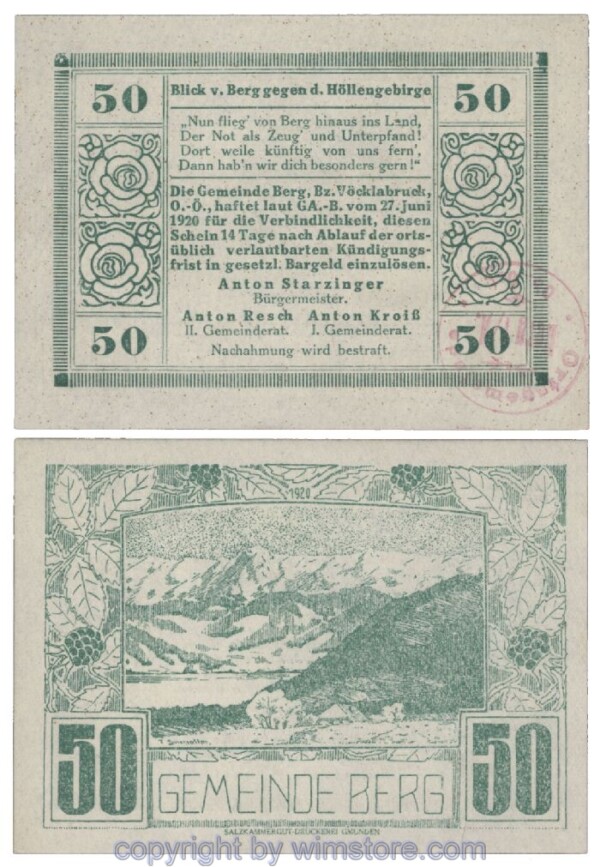 50
Blick v. Berg gegen d. Höllengebirge
50
„Nun flieg' von Berg hinaus ins Land,
Der Not als Zeug' und Unterpfand!
Dort weile künftig von uns fern',
Dann hab'n wir dich besonders gern!"
Die Gemeinde Berg, Bz. Vöcklabruck,
O.-Ö., haftet laut GA.-B. vom 27. Juni
1920 für die Verbindlichkeit, diesen
Schein 14 Tage nach Ablauf der orts-
üblich verlautbarten Kündigungs-
frist in gesetzl. Bargeld einzulösen.
Anton Starzinger
Bürgermeister.
Anton Resch Anton Kroiß
II. Gemeinderat. I. Gemeinderat.
50
Nachahmung wird bestraft.
50
1920
50
GEMEINDE BERG
50
SALZKAMMERGUT-DRUCKEREI GMUNDEN
copyright by wimstore.com